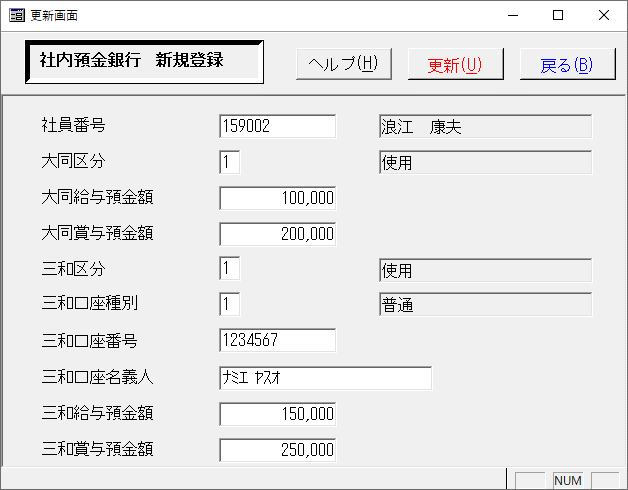 更新画面
社内預金銀行　新規登録
ヘルプ(H)
更新(U)
戻る(B)
社員番号 159002 浪江　康夫
大同区分 1 使用
大同給与預金額 100,000
大同賞与預金額 200,000
三和区分 1 使用
三和口座種別 1 普通
三和口座番号 1234567
三和口座名義人 ﾅﾐｴ ﾔｽｵ
三和給与預金額 150,000
三和賞与預金額 250,000
NUM